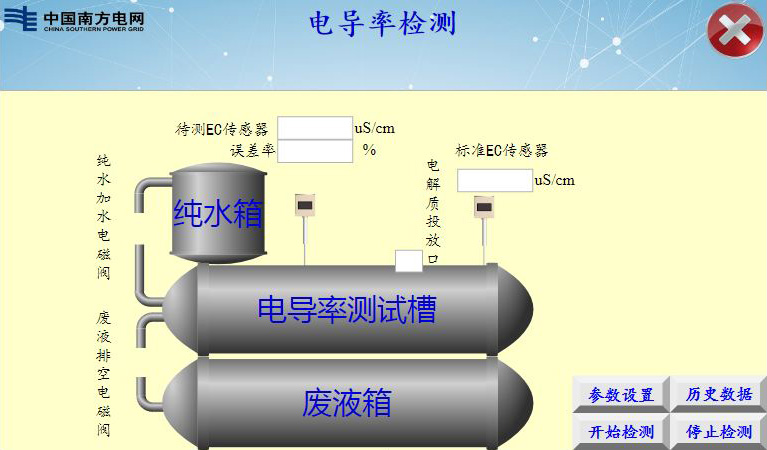 中国南方电网
CHINA SOUTHERN POWER GRID
电导率检测
待测EC传感器
uS/cm
误差率
%
标准EC传感器
uS/cm
纯水加水电磁阀
纯水箱
电解质投放口
电导率测试槽
废液排空电磁阀
废液箱
参数设置
历史数据
开始检测
停止检测